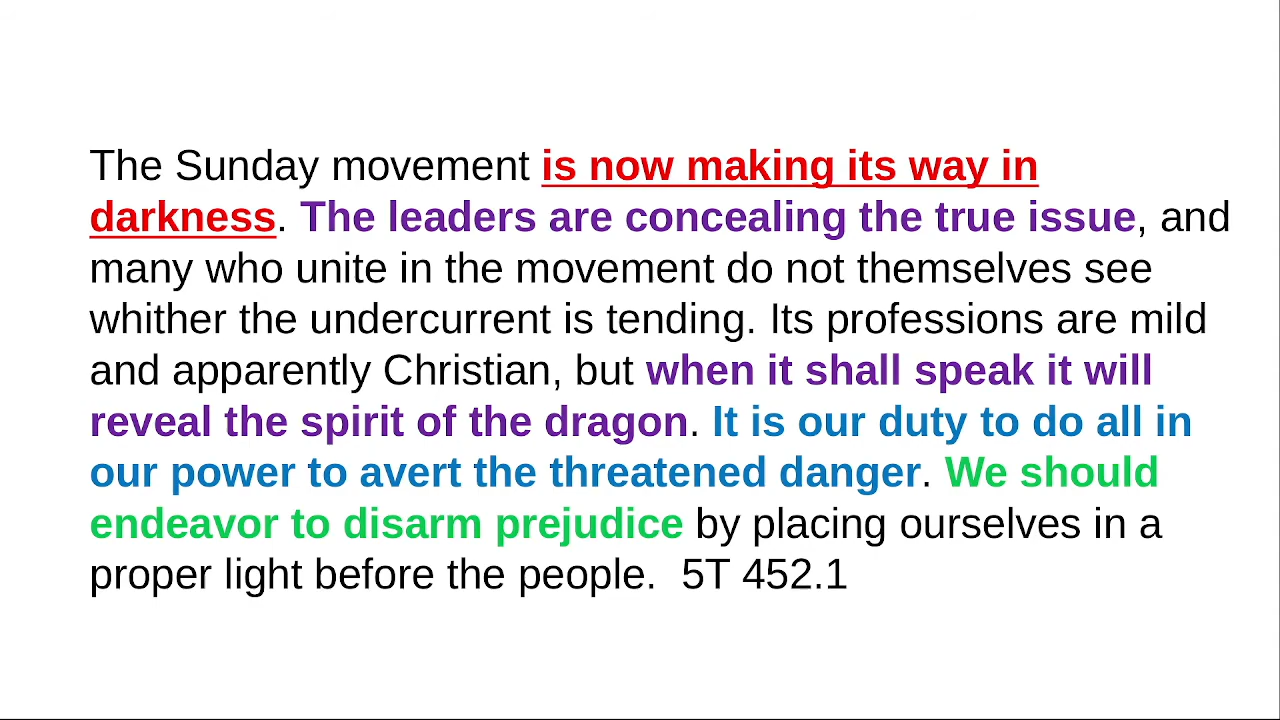 The Sunday movement is now making its way in
darkness. The leaders are concealing the true issue, and
many who unite in the movement do not themselves see
whither the undercurrent is tending. Its professions are mild
and apparently Christian, but when it shall speak it will
reveal the spirit of the dragon. It is our duty to do all in
our power to avert the threatened danger. We should
endeavor to disarm prejudice by placing ourselves in a
proper light before the people.  5T 452.1